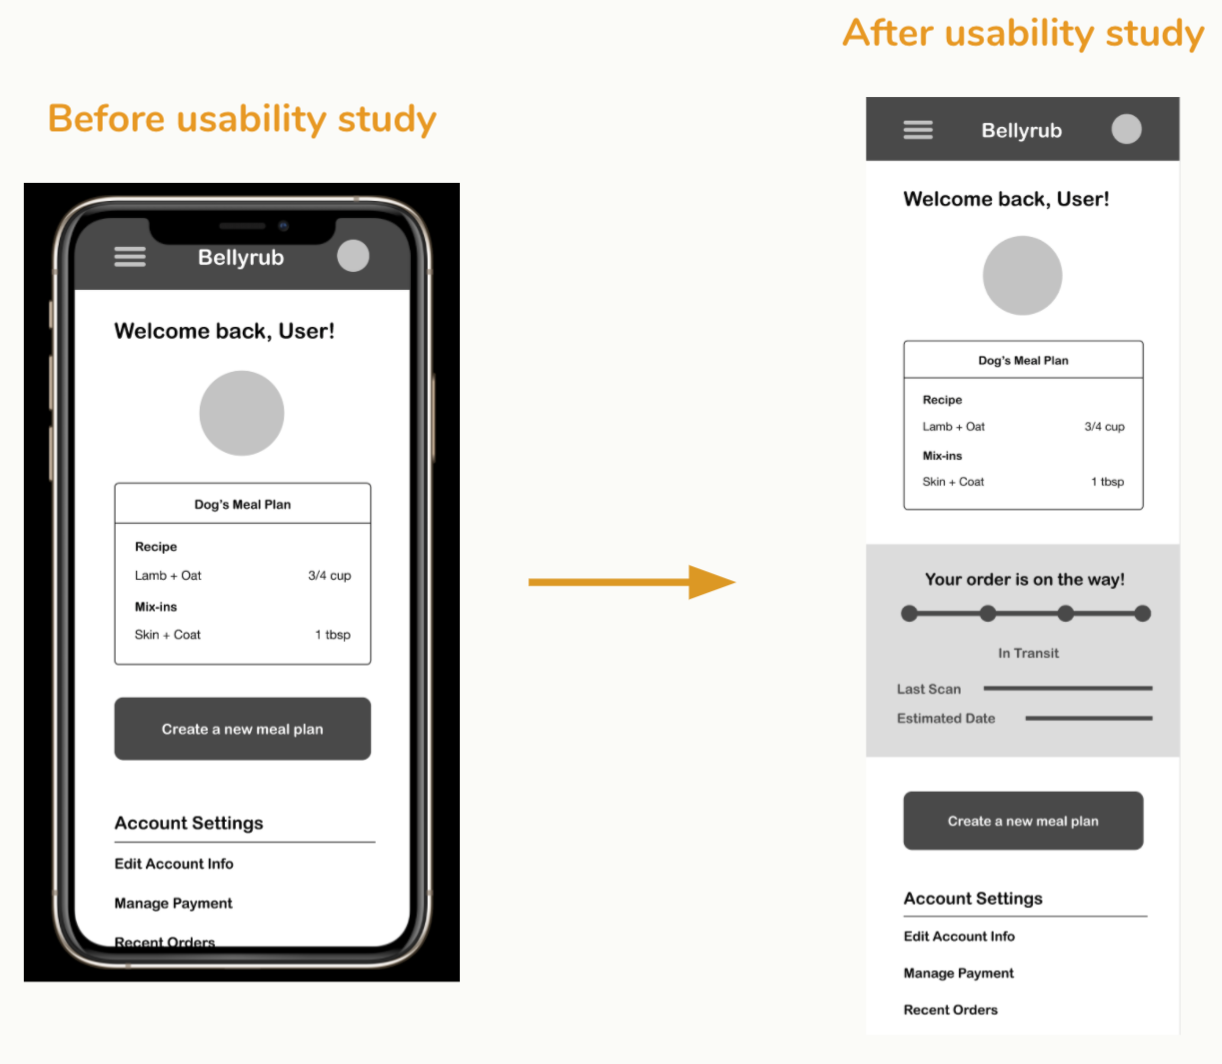 Before usability study
Bellyrub
Welcome back, User!
Dog's Meal Plan
Recipe
Lamb + Oat 3/4 cup
Mix-ins
Skin + Coat 1 tbsp
Create a new meal plan
Account Settings
Edit Account Info
Manage Payment
Recent Orders
After usability study
Bellyrub
Welcome back, User!
Dog's Meal Plan
Recipe
Lamb + Oat 3/4 cup
Mix-ins
Skin + Coat 1 tbsp
Your order is on the way!
In Transit
Last Scan
Estimated Date
Create a new meal plan
Account Settings
Edit Account Info
Manage Payment
Recent Orders